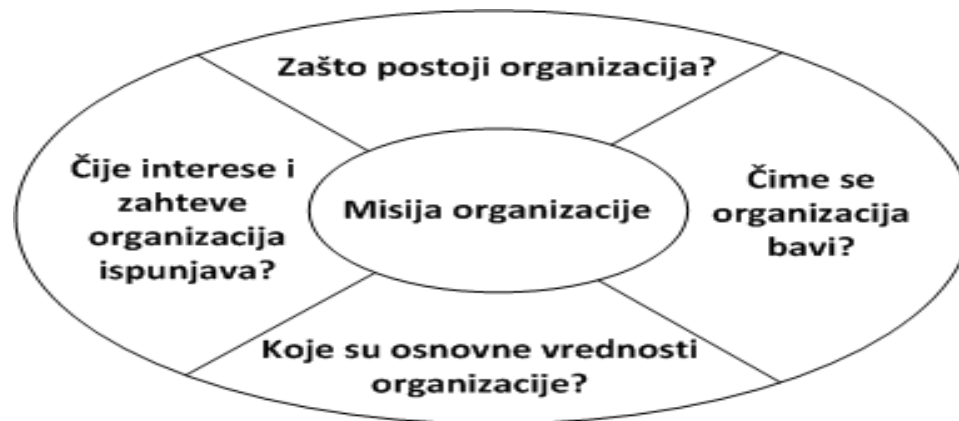 Zašto postoji organizacija?
Čije interese i
zahteve
organizacija
ispunjava?
Misija organizacije
Čime se
organizacija
bavi?
Koje su osnovne vrednosti
organizacije?